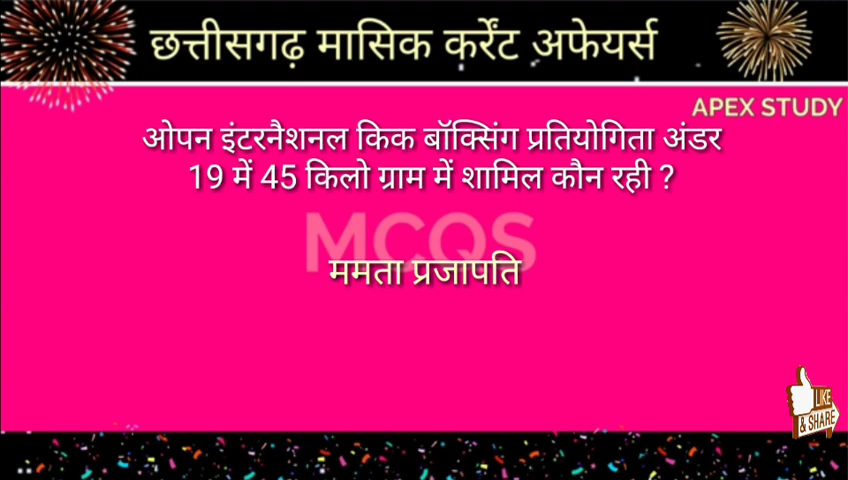 छत्तीसगढ़ मासिक करेंट अफेयर्स
APEX STUDY
ओपन इंटरनैशनल किक बॉक्सिंग प्रतियोगिता अंडर
19 में 45 किलो ग्राम में शामिल कौन रही ?
MCQS
ममता प्रजापति
LIKE
& SHARE